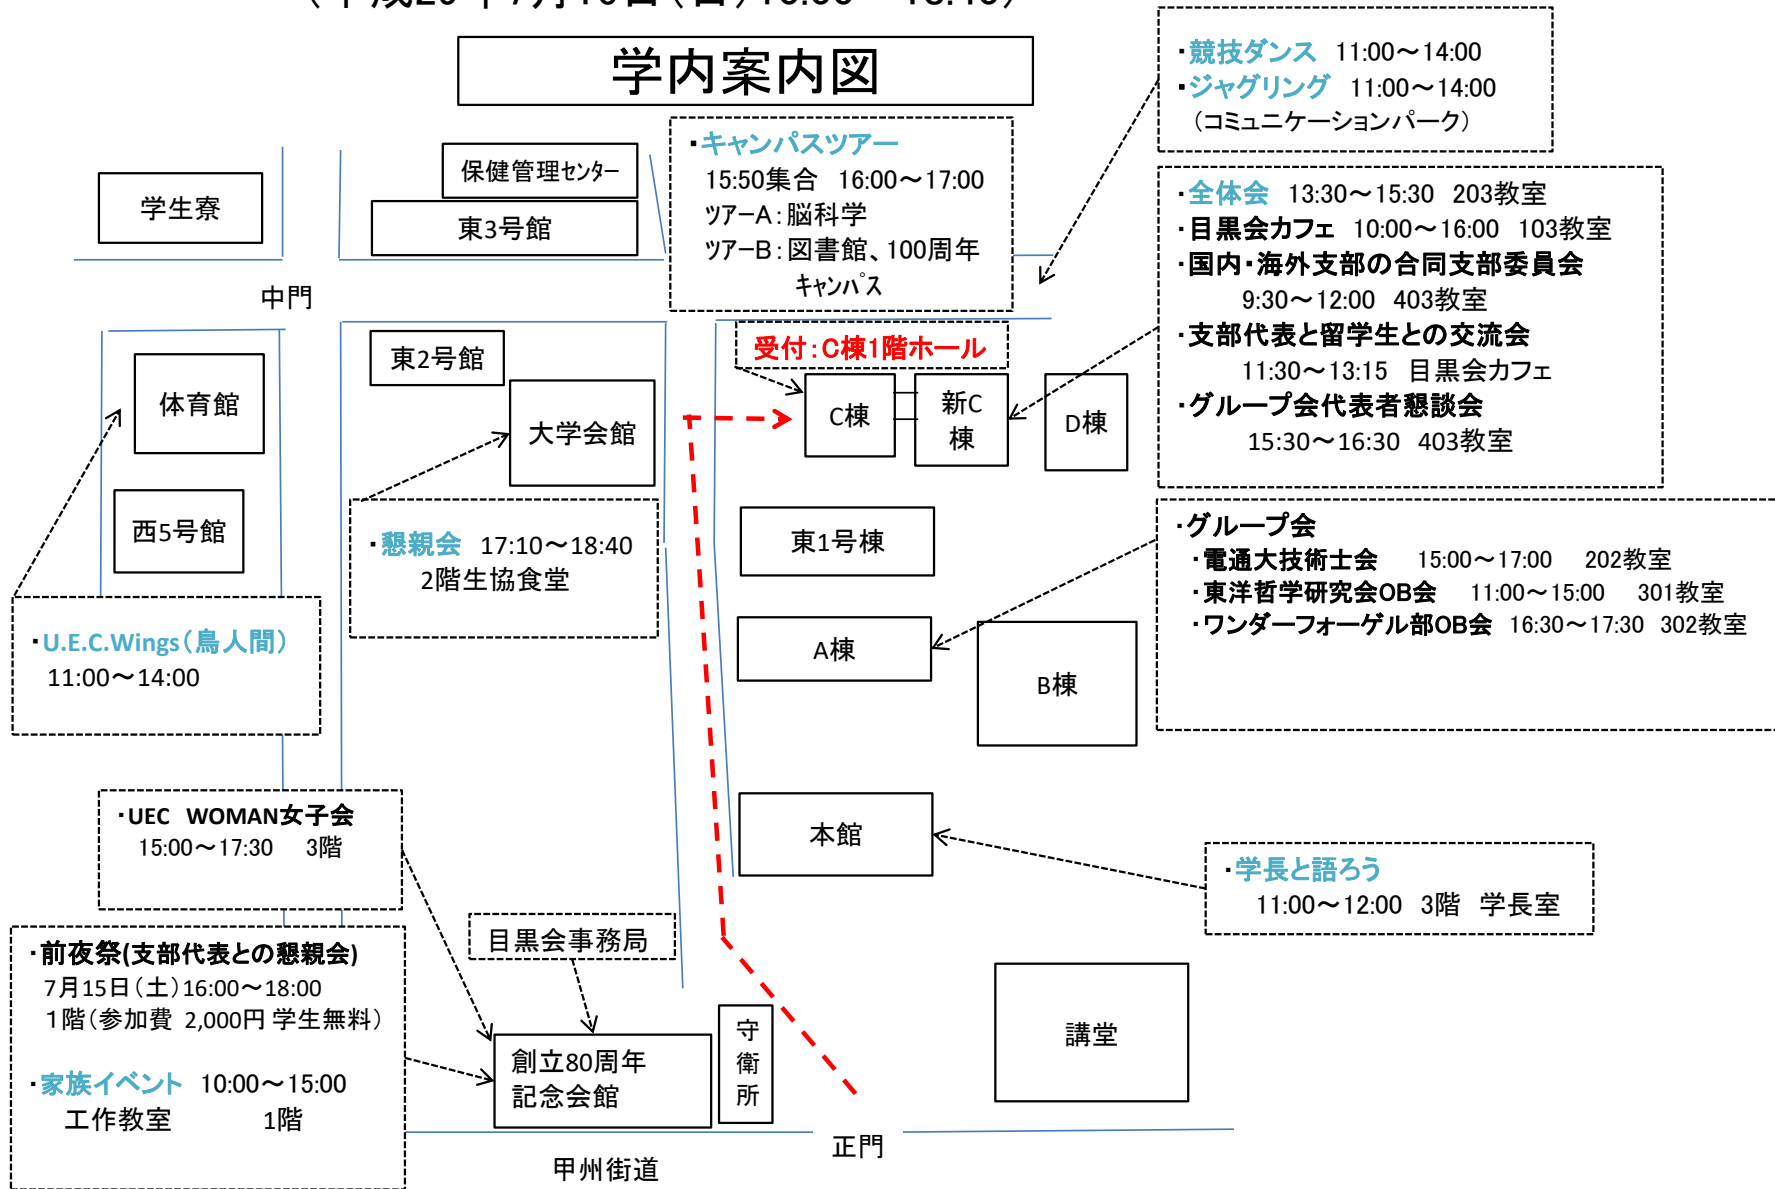 学内案内図
・競技ダンス 11:00～14:00
・ジャグリング 11:00～14:00
（コミュニケーションパーク）
・キャンパスツアー
15:50集合 16:00～17:00
ツアーA：脳科学
ツアーB：図書館、100周年
キャンパス
保健管理センター
学生寮
東3号館
・全体会 13:30～15:30 203教室
・目黒会カフェ 10:00～16:00 103教室
・国内・海外支部の合同支部委員会
9:30～12:00 403教室
・支部代表と留学生との交流会
11:30～13:15 目黒会カフェ
・グループ会代表者懇談会
15:30～16:30 403教室
中門
東2号館
受付：C棟1階ホール
体育館
大学会館
C棟
新C
棟
D棟
西5号館
・懇親会 17:10～18:40
2階生協食堂
東1号棟
・グループ会
・電通大技術士会 15:00～17:00 202教室
・東洋哲学研究会OB会 11:00～15:00 301教室
・ワンダーフォーゲル部OB会 16:30～17:30 302教室
・U.E.C.Wings（鳥人間）
11:00～14:00
A棟
B棟
・UEC WOMAN女子会
15:00～17:30 3階
本館
・学長と語ろう
11:00～12:00 3階 学長室
目黒会事務局
・前夜祭(支部代表との懇親会)
7月15日（土）16:00～18:00
1階（参加費 2,000円 学生無料）
・家族イベント 10:00～15:00
工作教室 1階
創立80周年
記念会館
守
衛
所
講堂
正門
甲州街道